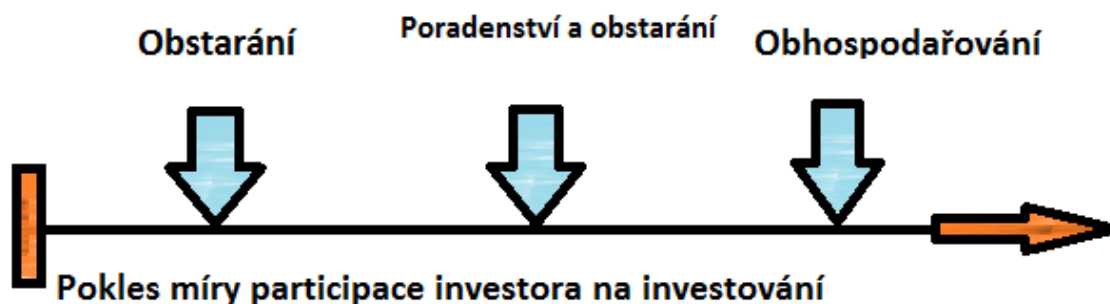 Obstarání
Poradenství a obstarání
Obhospodařování
Pokles míry participace investora na investování